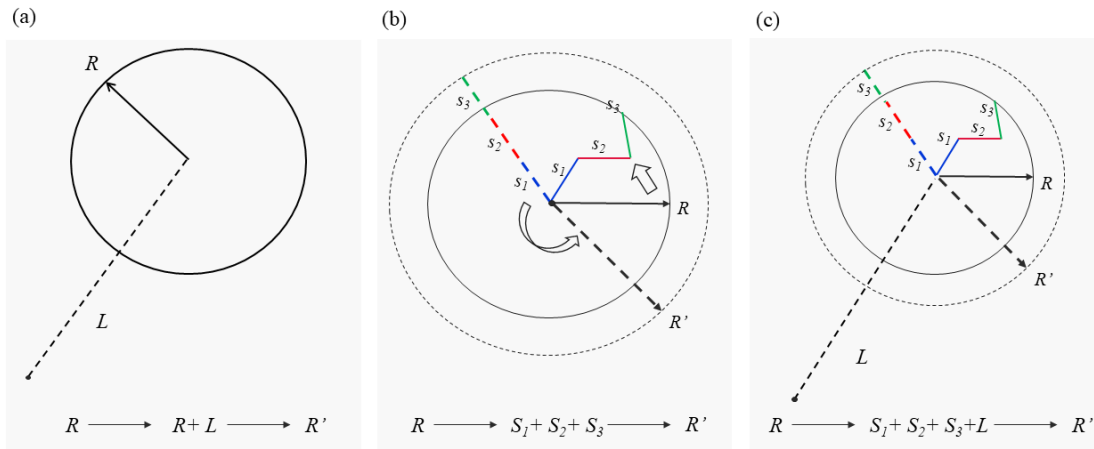 (a)
R
L
R → R+ L → R’
(b)
s3
s2
s1
s1
s2
s3
R
R’
R → S1+ S2 + S3 → R’
(c)
s3
s2
s1
s1
s2
s3
R
R’
L
R → S1+ S2 + S3+L → R’